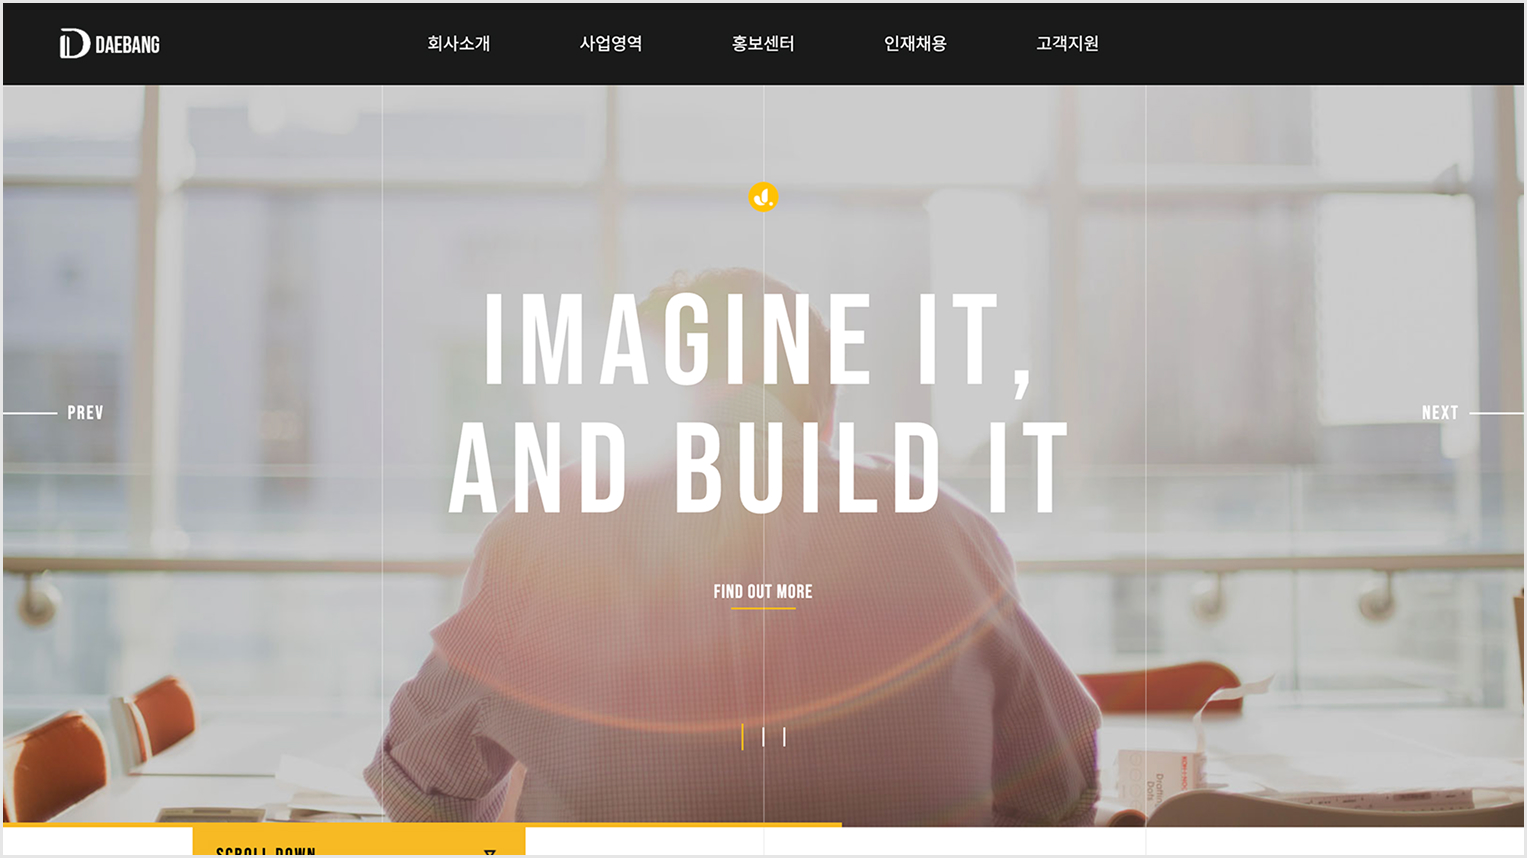 DAEBANG
회사소개
사업영역
홍보센터
인재채용
고객지원
IMAGINE IT,
PREV
NEXT
AND BUILD IT
FIND OUT MORE
SCROLL DOWN